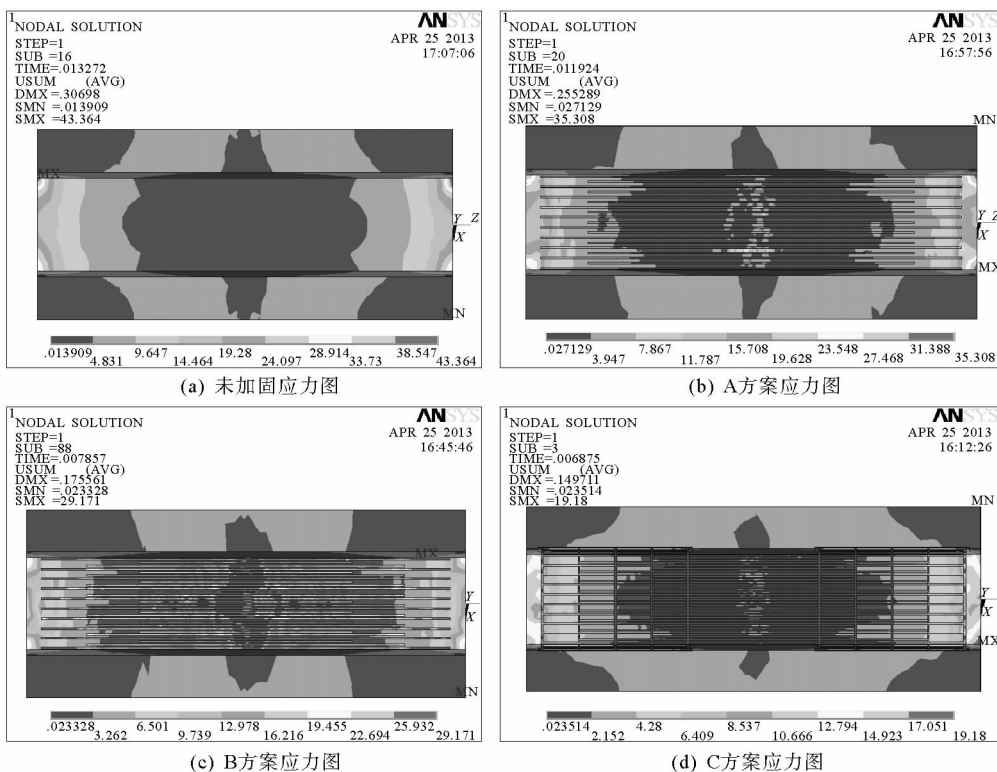 1
NODAL SOLUTION
STEP=1
SUB =16
TIME=.013272
USUM (AVG)
DMX=.30698
SMN =.013909
SMX=43.364
ANSYS
APR 25 2013
17:07:06
MX
Y Z
X
MN
.013909 9.647 19.28 28.914 38.547
4.831 14.464 24.097 33.73 43.364
(a) 未加固应力图
1
NODAL SOLUTION
STEP=1
SUB =20
TIME=.011924
USUM (AVG)
DMX =.255289
SMN =.027129
SMX=35.308
ANSYS
APR 25 2013
16:57:56
MN
Y Z
X
MX
.027129 7.867 15.708 23.548 31.388
3.947 11.787 19.628 27.468 35.308
(b) A方案应力图
1
NODAL SOLUTION
STEP=1
SUB =88
TIME=.007857
USUM (AVG)
DMX =.175561
SMN =.023328
SMX=29.171
ANSYS
APR 25 2013
16:45:46
MX
Y
X
MN
.023328 6.501 12.978 19.455 25.932
3.262 9.739 16.216 22.694 29.171
(c) B方案应力图
1
NODAL SOLUTION
STEP=1
SUB =3
TIME=.006875
USUM (AVG)
DMX =.149711
SMN =.023514
SMX=19.18
ANSYS
APR 25 2013
16:12:26
MN
Y
X
MX
.023514 4.28 8.537 12.794 17.051
2.152 6.409 10.666 14.923 19.18
(d) C方案应力图